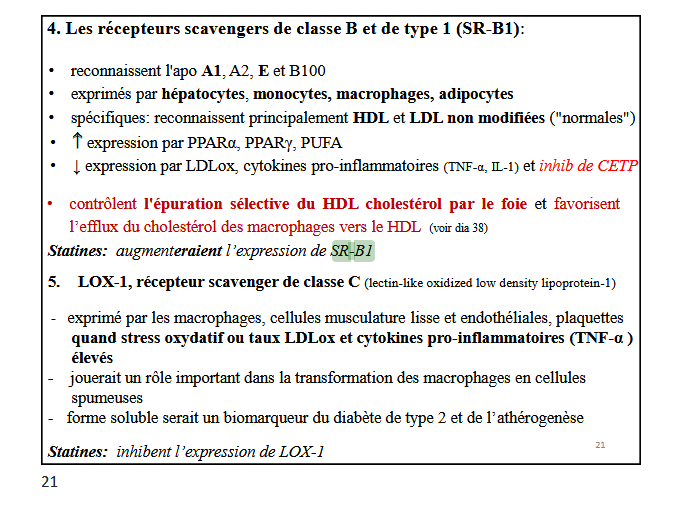 4. Les récepteurs scavengers de classe B et de type 1 (SR-B1):
• reconnaissent l'apo A1, A2, E et B100
• exprimés par hépatocytes, monocytes, macrophages, adipocytes
• spécifiques: reconnaissent principalement HDL et LDL non modifiées ("normales")
• ↑ expression par PPARα, PPARγ, PUFA
• ↓ expression par LDLox, cytokines pro-inflammatoires (TNF-α, IL-1) et inhib de CETP
• contrôlent l'épuration sélective du HDL cholestérol par le foie et favorisent
l’efflux du cholestérol des macrophages vers le HDL (voir dia 38)
Statines: augmenteraient l’expression de SR-B1
5. LOX-1, récepteur scavenger de classe C (lectin-like oxidized low density lipoprotein-1)
- exprimé par les macrophages, cellules musculature lisse et endothéliales, plaquettes
quand stress oxydatif ou taux LDLox et cytokines pro-inflammatoires (TNF-α )
élevés
- jouerait un rôle important dans la transformation des macrophages en cellules
spumeuses
- forme soluble serait un biomarqueur du diabète de type 2 et de l’athérogenèse
Statines: inhibent l’expression de LOX-1
21
21